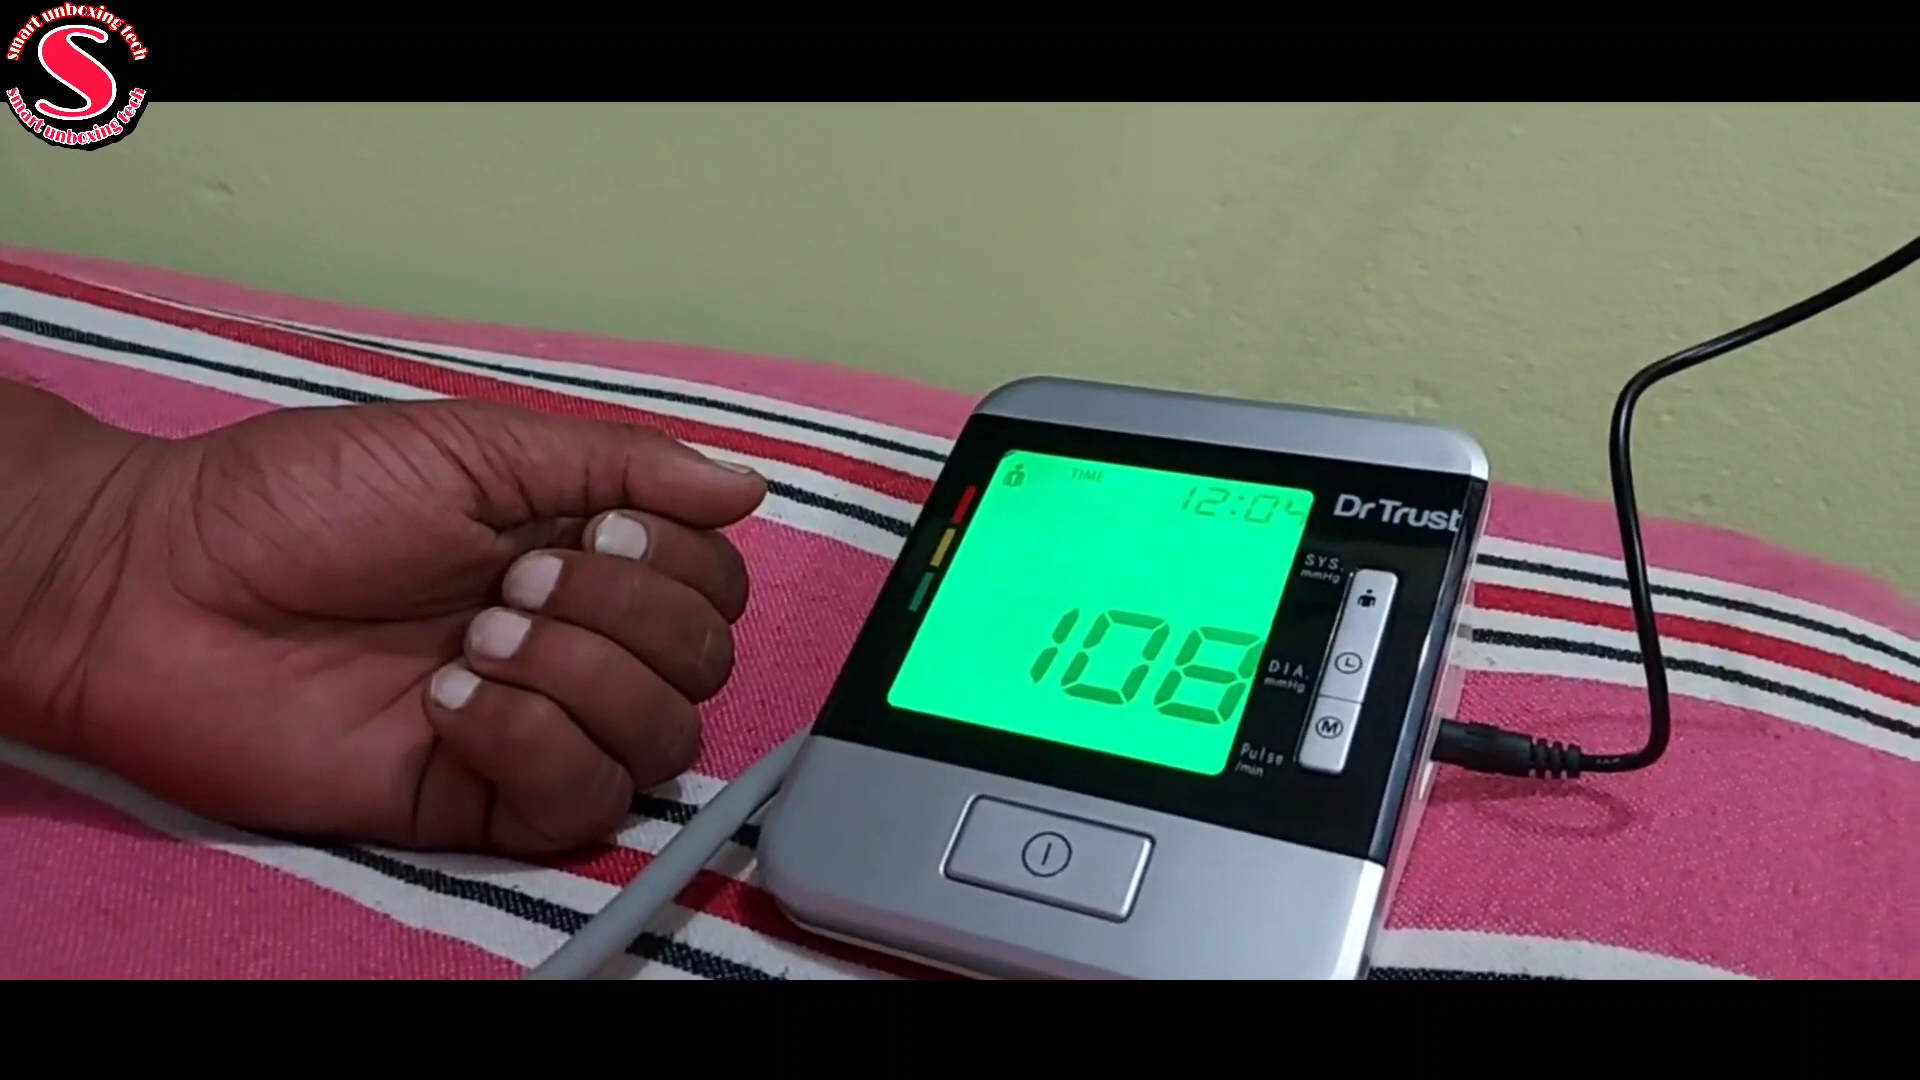 smart unboxing tech
S
smart unboxing tech
TIME
12:04
Dr Trust
SYS.
mmHg
108
DIA.
mmHg
M
Pulse
/min